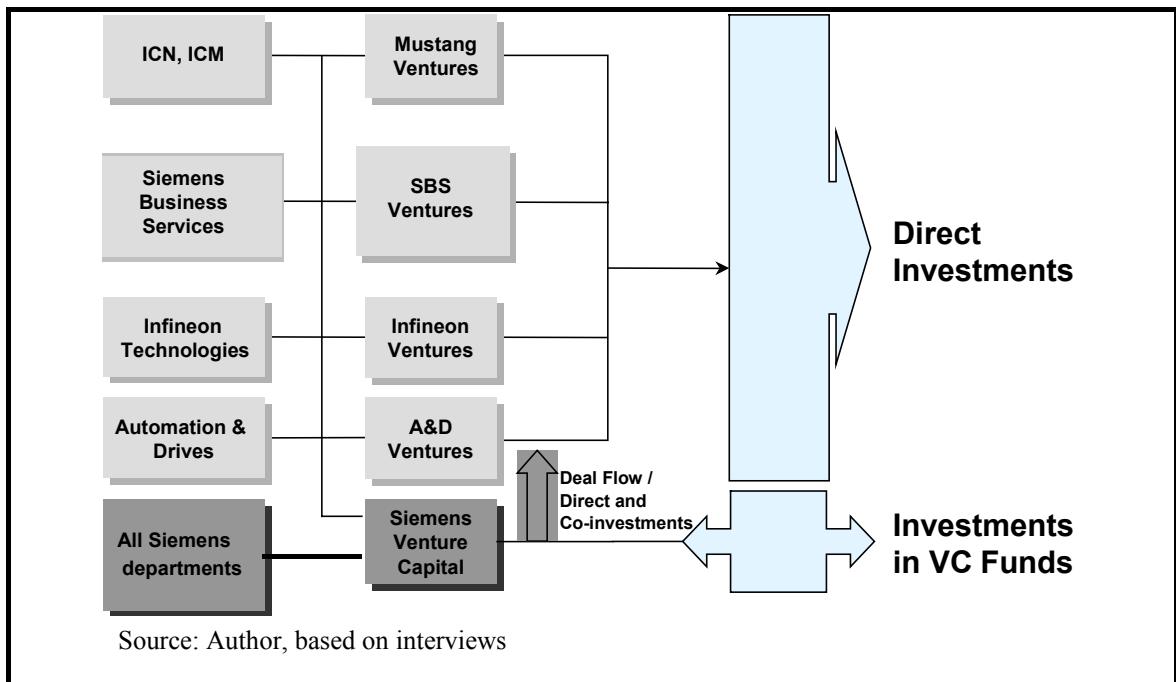 ICN, ICM
Mustang
Ventures
Siemens
Business
Services
SBS
Ventures
Direct
Investments
Infineon
Technologies
Infineon
Ventures
Automation &
Drives
A&D
Ventures
Deal Flow /
Direct and
Co-investments
All Siemens
departments
Siemens
Venture
Capital
Investments
in VC Funds
Source: Author, based on interviews